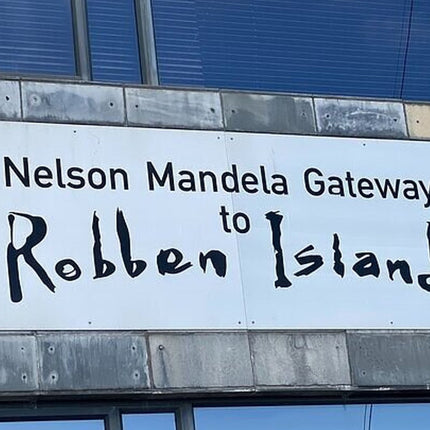 Nelson Mandela Gateway
to
Robben Island